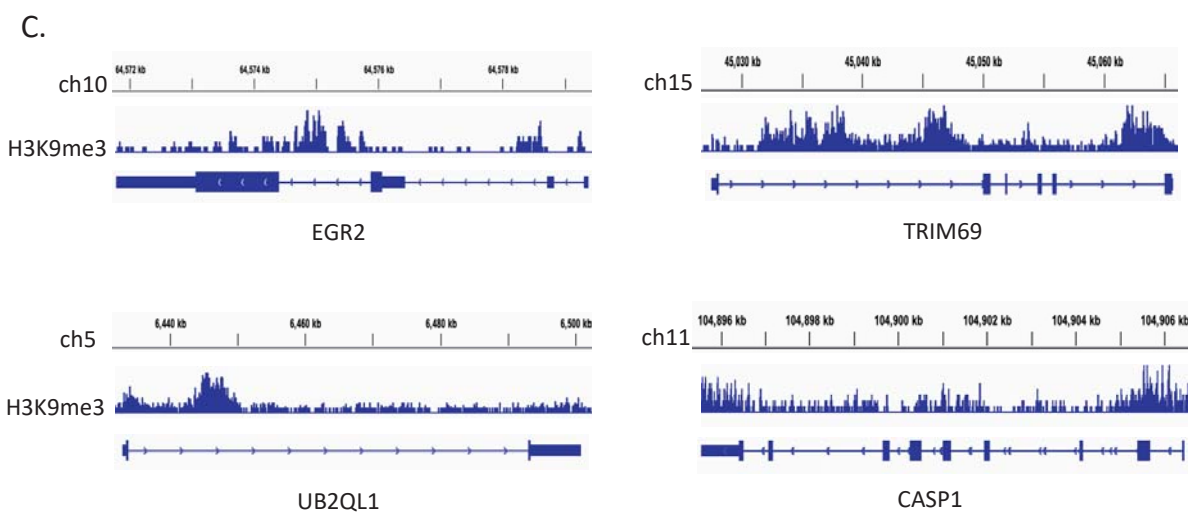 C.
64,572 kb 64,574 kb 64,576 kb 64,578 kb
ch10
H3K9me3
EGR2
45,030 kb 45,040 kb 45,050 kb 45,060 kb
ch15
TRIM69
6,440 kb 6,460 kb 6,480 kb 6,500 kb
ch5
H3K9me3
UB2QL1
104,896 kb 104,898 kb 104,900 kb 104,902 kb 104,904 kb 104,906 kb
ch11
CASP1